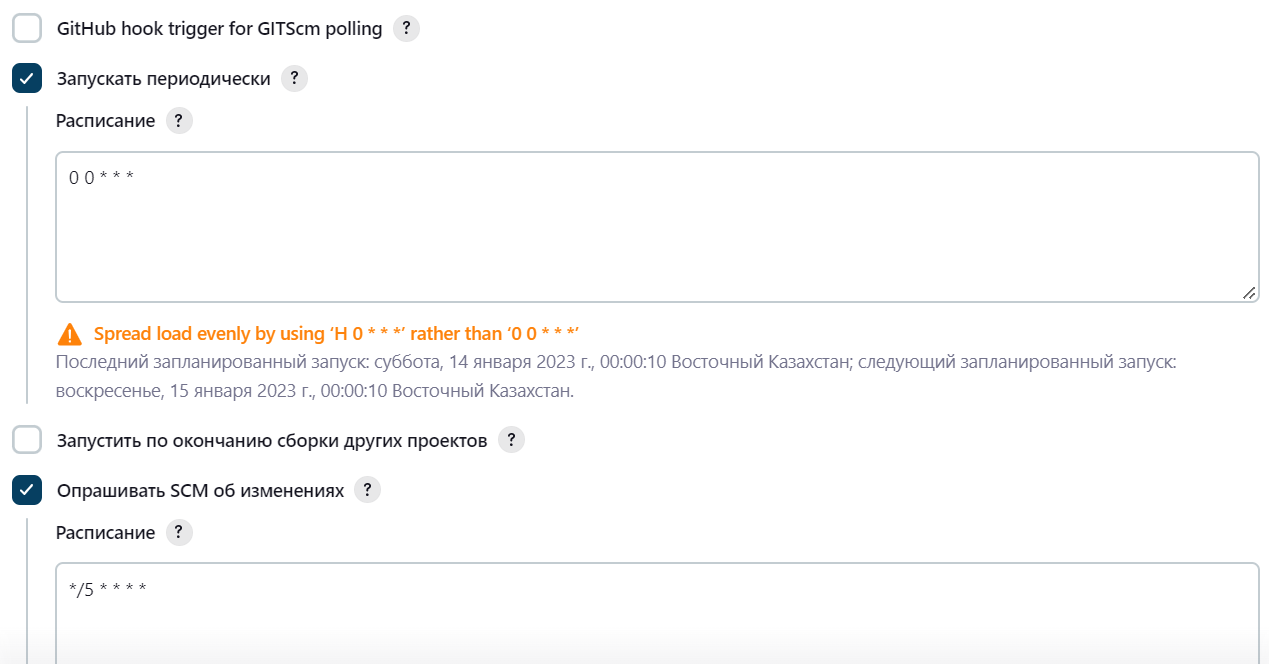 GitHub hook trigger for GITScm polling ?
Запускать периодически ?
Расписание ?
0 0 * * *
Spread load evenly by using ‘H 0 * * *’ rather than ‘0 0 * * *’
Последний запланированный запуск: суббота, 14 января 2023 г., 00:00:10 Восточный Казахстан; следующий запланированный запуск:
воскресенье, 15 января 2023 г., 00:00:10 Восточный Казахстан.
Запустить по окончанию сборки других проектов ?
Опрашивать SCM об изменениях ?
Расписание ?
*/5 * * * *